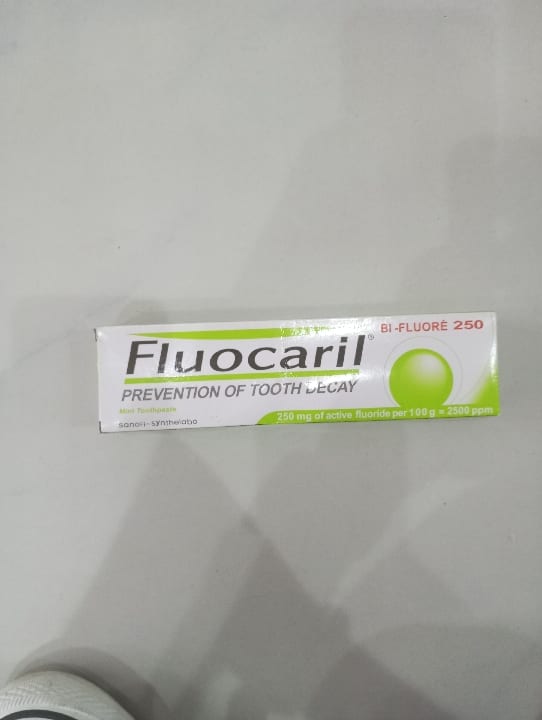 BI-FLUORÉ 250
Fluocaril®
PREVENTION OF TOOTH DECAY
Mint Toothpaste
sanofi~synthelabo
250 mg of active fluoride per 100 g = 2500 ppm